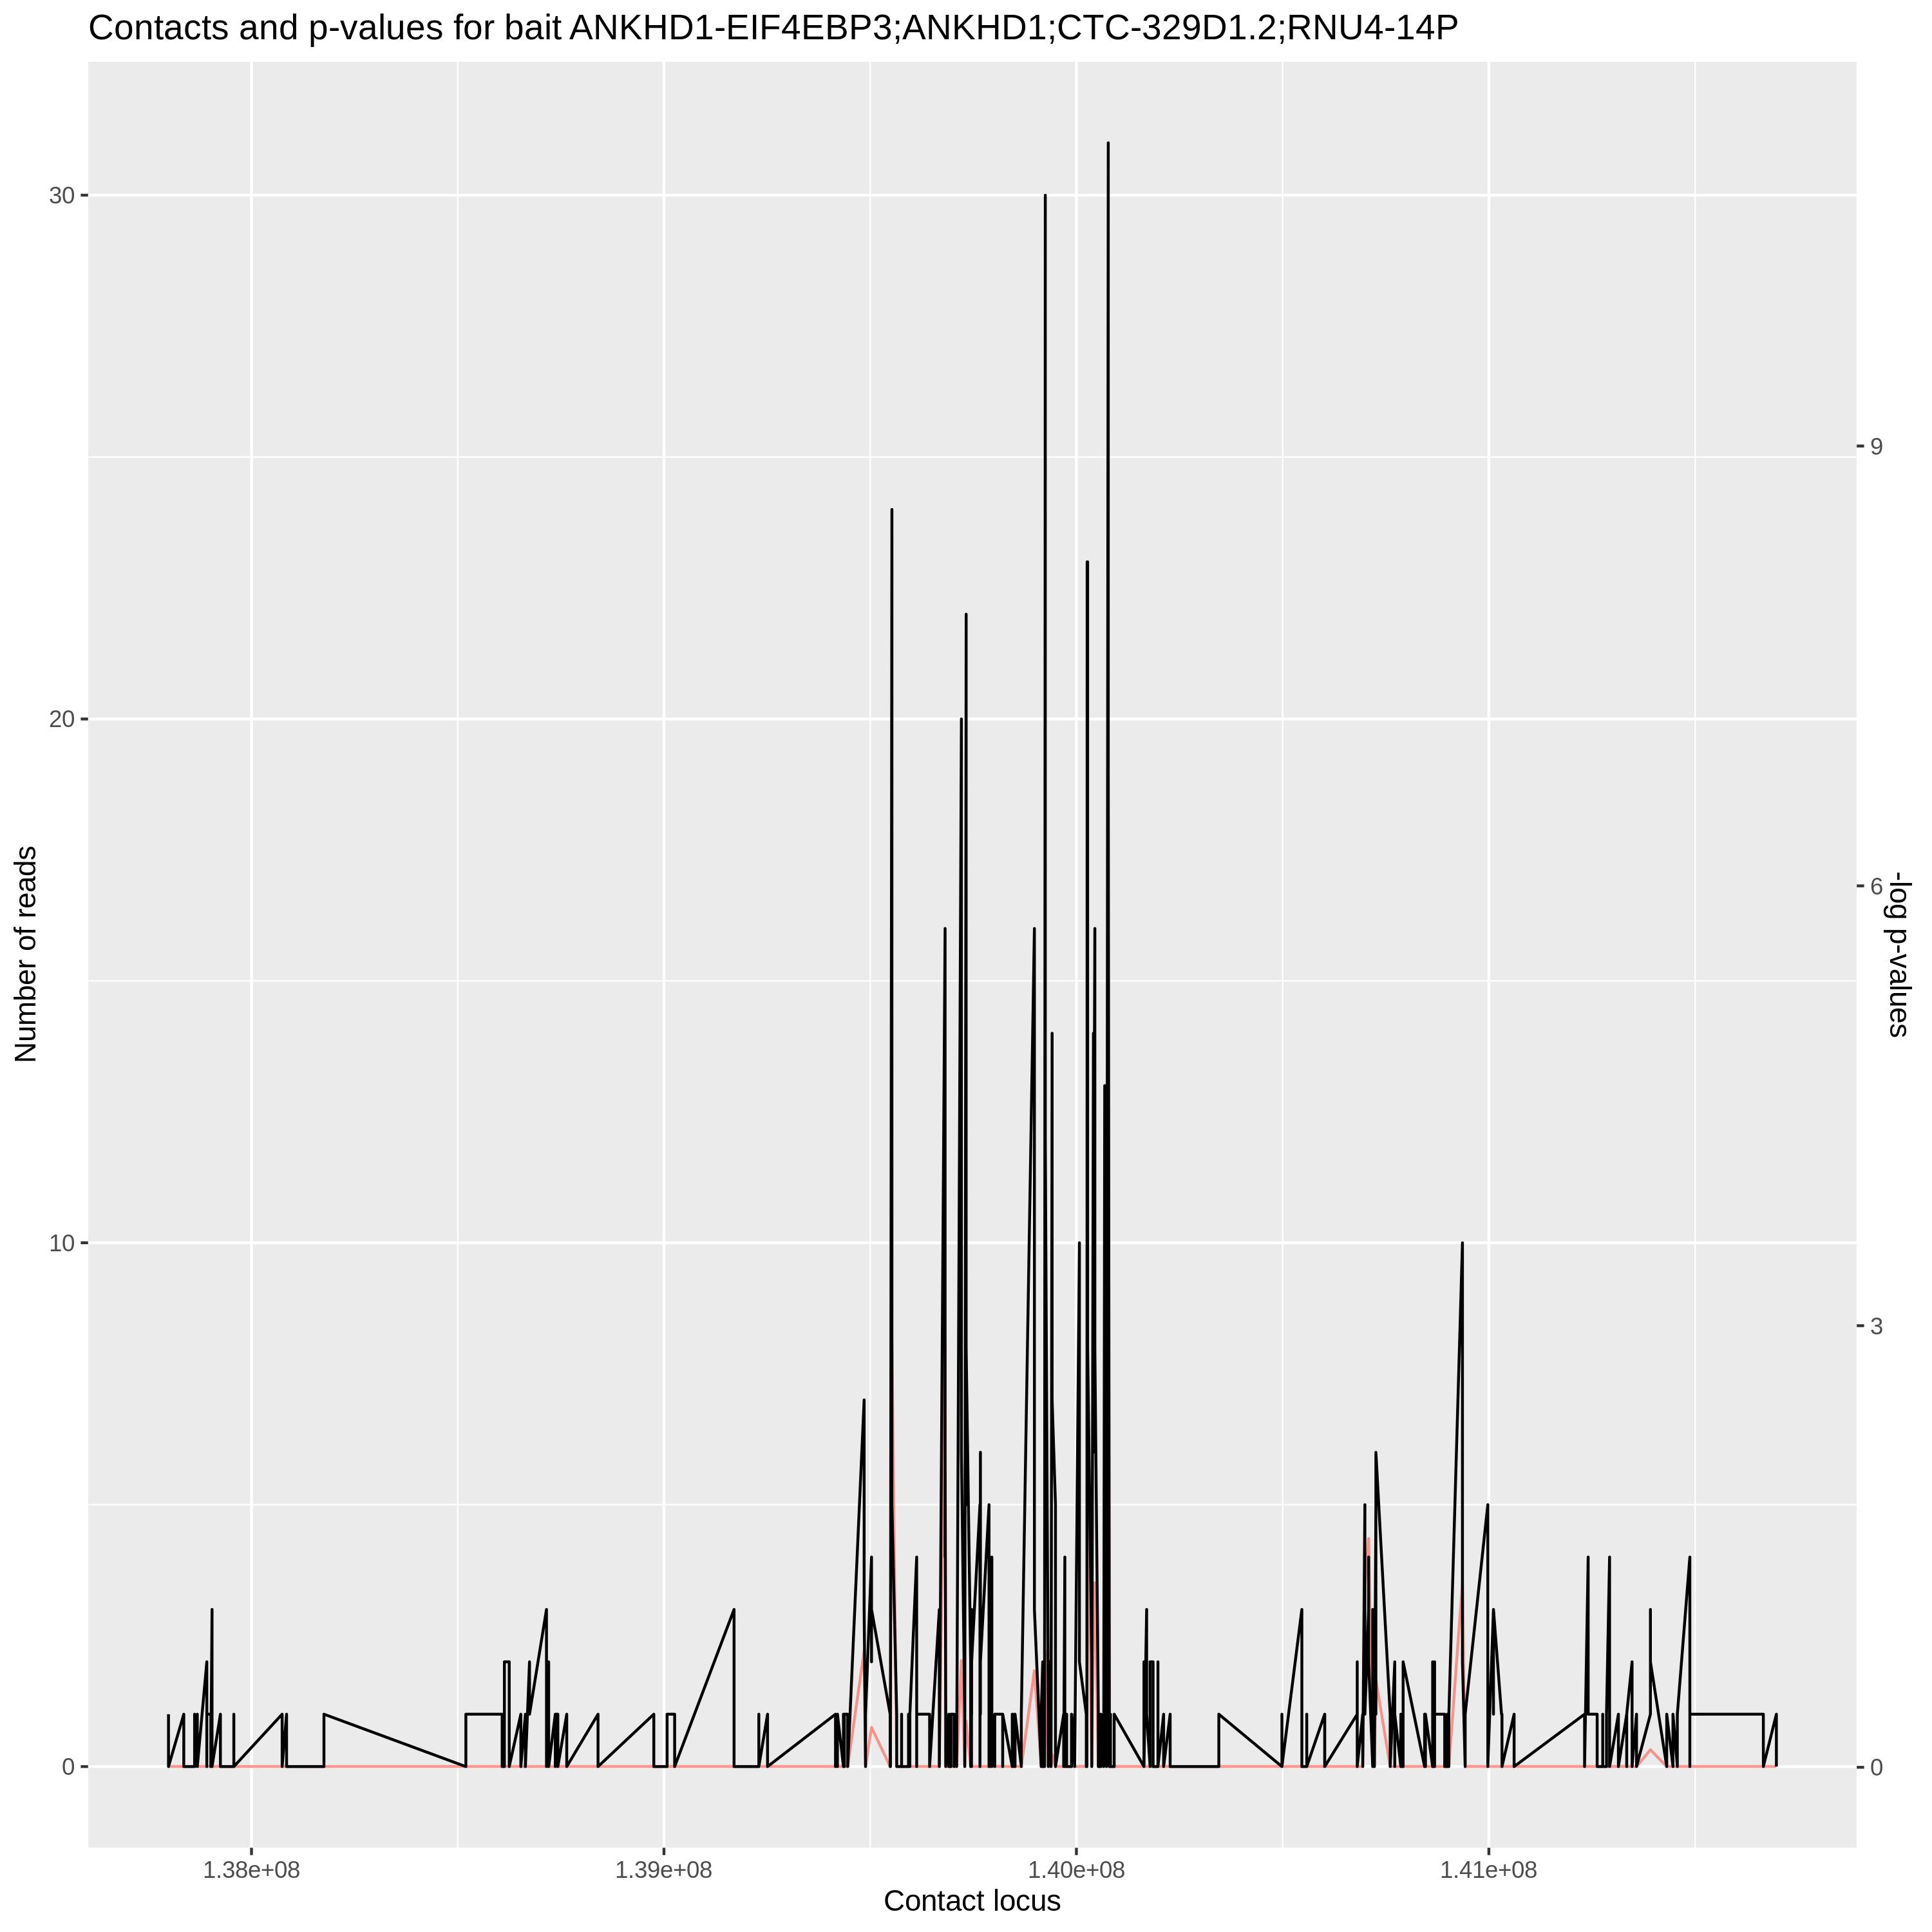 Contacts and p-values for bait ANKHD1-EIF4EBP3;ANKHD1;CTC-329D1.2;RNU4-14P
30
20
10
0
Number of reads
9
6
3
0
-log p-values
1.38e+08
1.39e+08
1.40e+08
1.41e+08
Contact locus